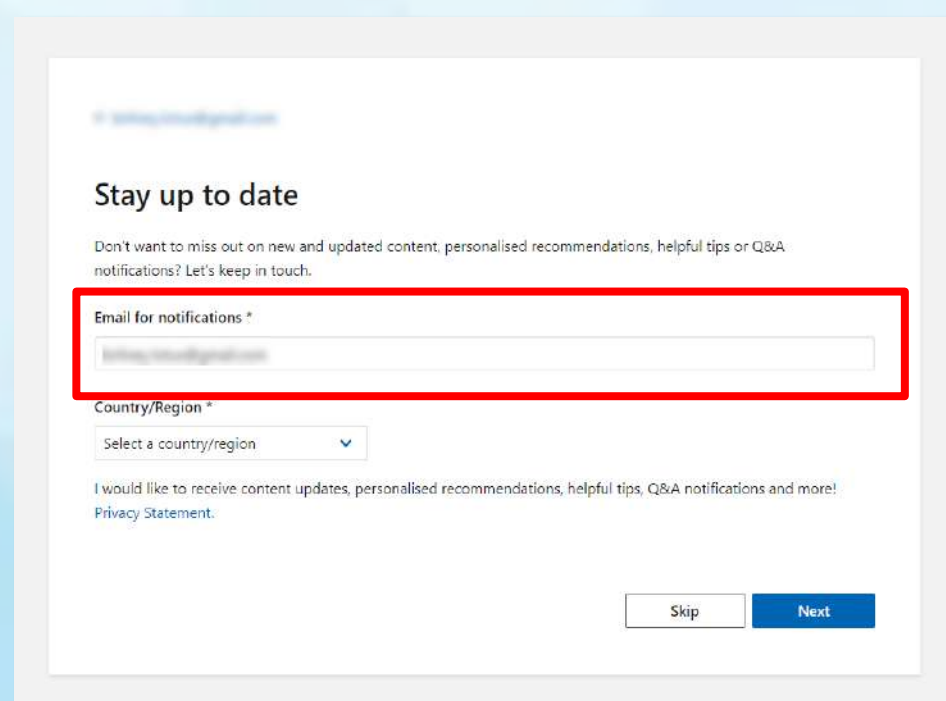 Stay up to date
Don't want to miss out on new and updated content, personalised recommendations, helpful tips or Q&A
notifications? Let's keep in touch.
Email for notifications *
Country/Region *
Select a country/region
I would like to receive content updates, personalised recommendations, helpful tips, Q&A notifications and more!
Privacy Statement.
Skip
Next